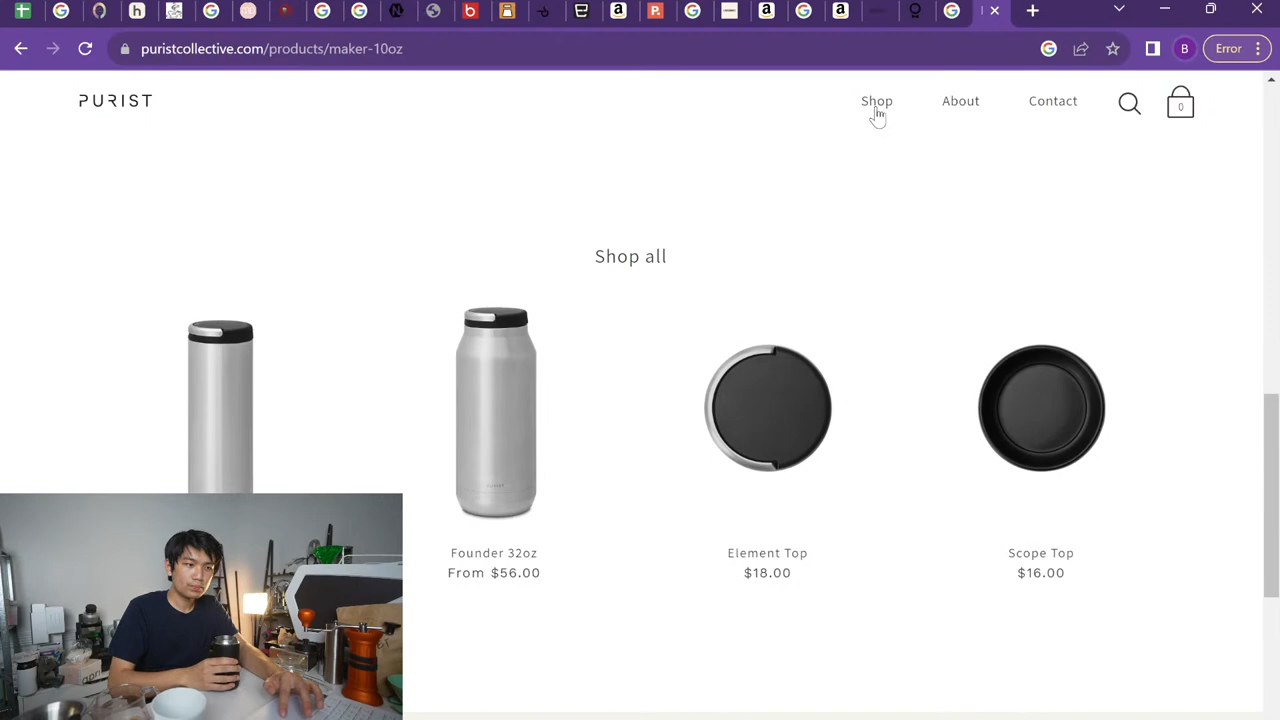 puristcollective.com/products/maker-10oz
B
Error
PURIST
Shop
About
Contact
0
Shop all
Founder 32oz
From $56.00
Element Top
$18.00
Scope Top
$16.00